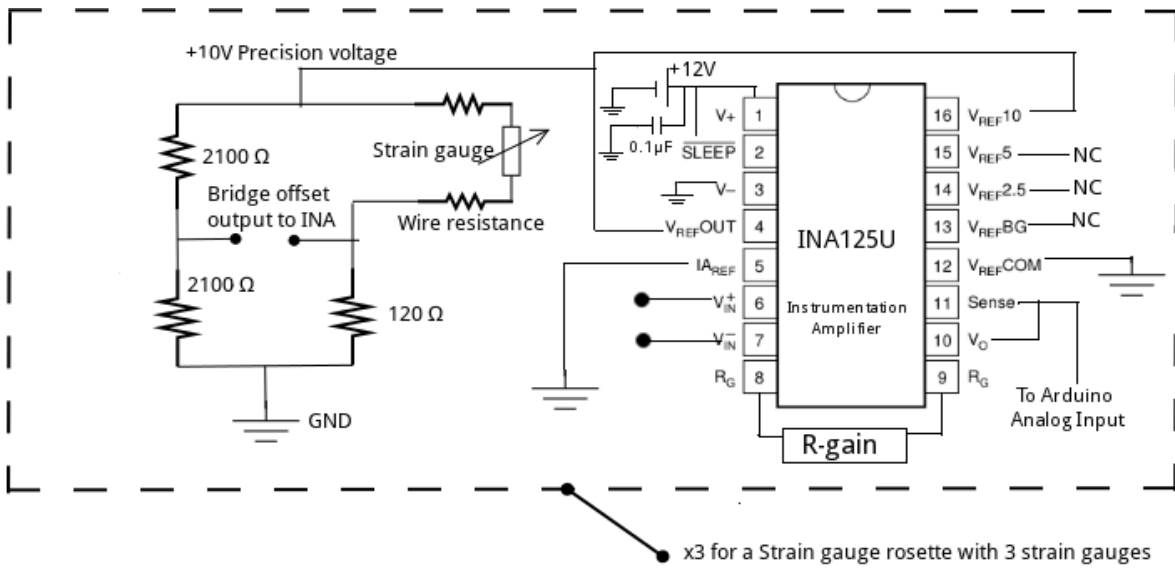 +10V Precision voltage
2100 Ω
Strain gauge
Bridge offset
output to INA
Wire resistance
2100 Ω
120 Ω
GND
+12V
0.1µF
V+
SLEEP
V–
VREFOUT
IAREF
V+IN
V–IN
RG
1
2
3
4
5
6
7
8
INA125U
Instrumentation
Amplifier
16
15
14
13
12
11
10
9
VREF10
VREF5
NC
VREF2.5
NC
VREFBG
NC
VREFCOM
Sense
VO
RG
To Arduino
Analog Input
R-gain
x3 for a Strain gauge rosette with 3 strain gauges